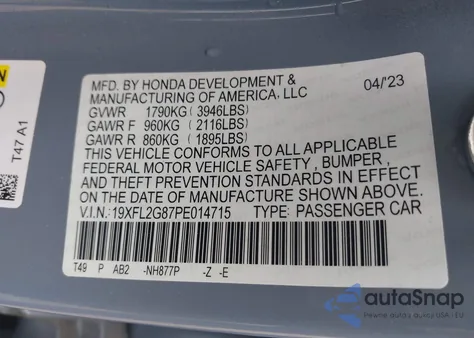 MFD. BY HONDA DEVELOPMENT & 04/23
MANUFACTURING OF AMERICA, LLC
GVWR 1790KG(3946LBS)
GAWR F 960KG(2116LBS)
GAWR R 860KG(1895LBS)
THIS VEHICLE CONFORMS TO ALL APPLICABLE
FEDERAL MOTOR VEHICLE SAFETY , BUMPER ,
AND THEFT PREVENTION STANDARDS IN EFFECT
ON THE DATE OF MANUFACTURE SHOWN ABOVE.
V.I.N.:19XFL2G87PE014715 TYPE: PASSENGER CAR
T49 P AB2 -NH877P -Z -E
T47 A1
autoSnap